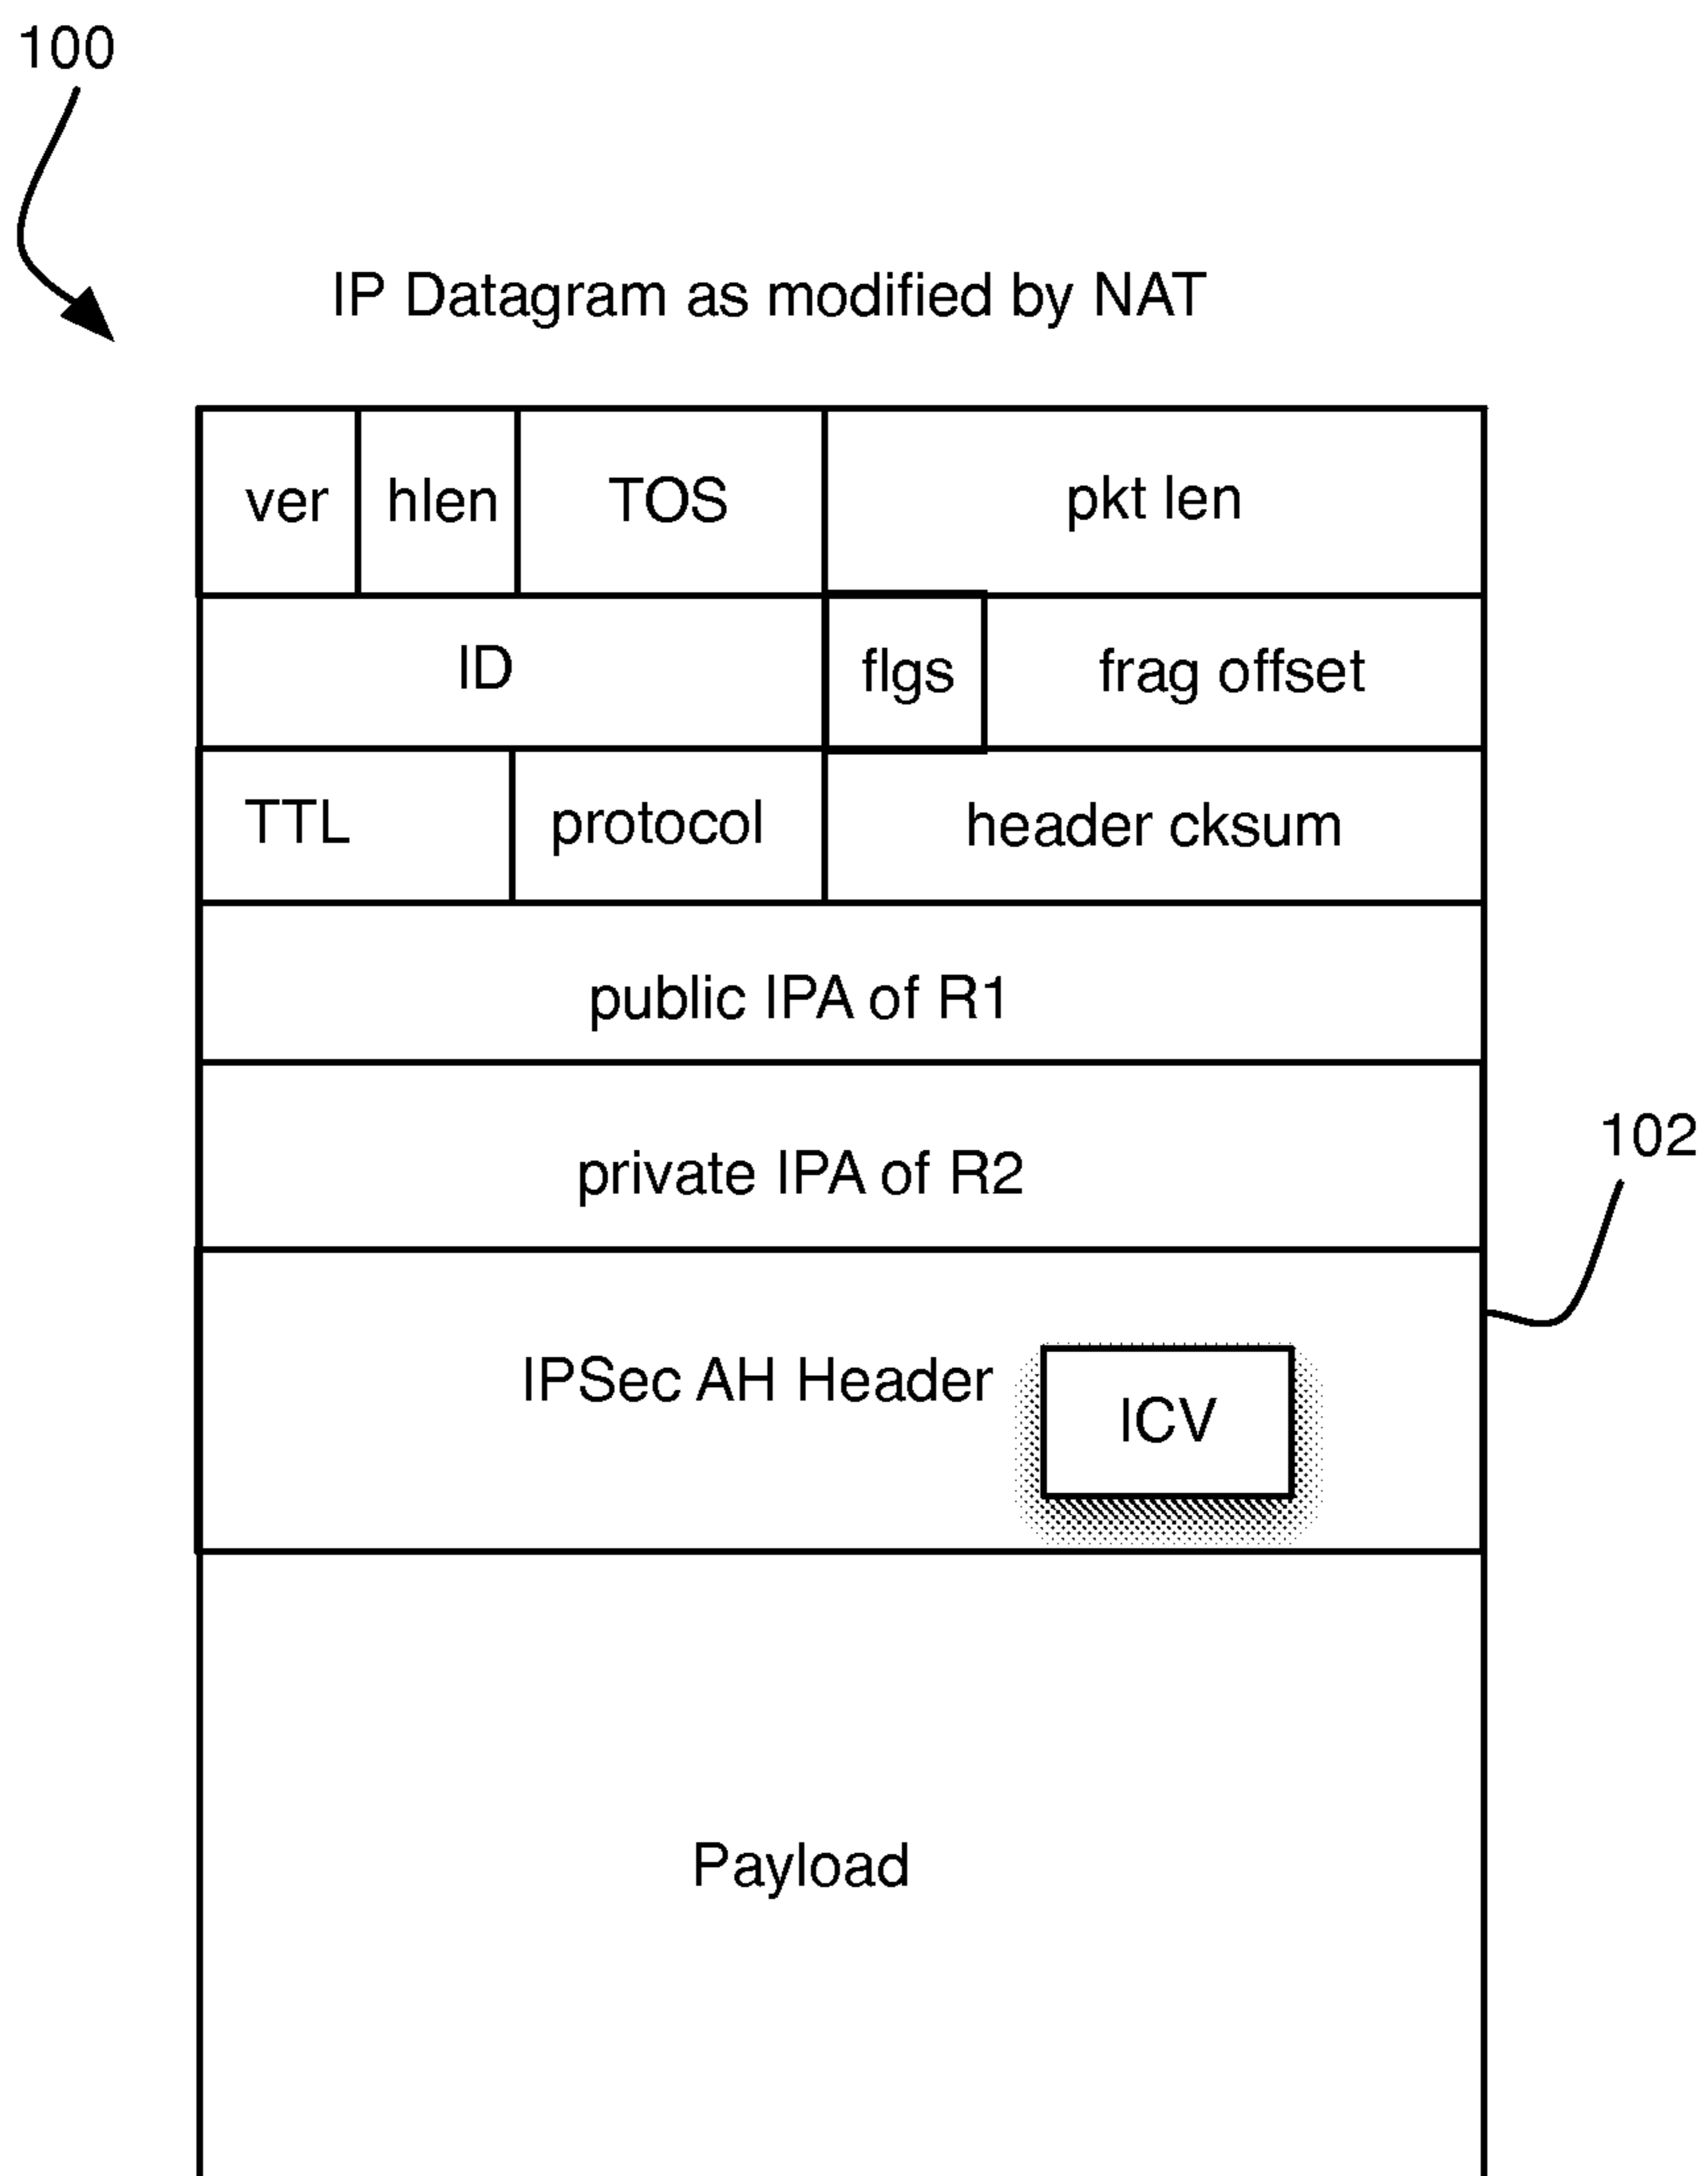 100
IP Datagram as modified by NAT
ver hlen TOS pkt len
ID flgs frag offset
TTL protocol header cksum
public IPA of R1
private IPA of R2
102
IPSec AH Header ICV
Payload